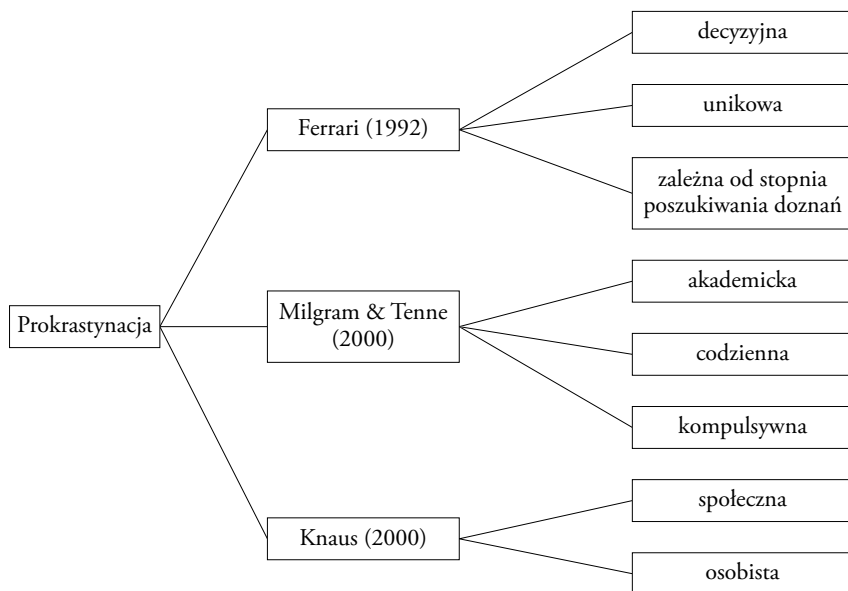 Prokrastynacja
Ferrari (1992)
decyzyjna
unikowa
zależna od stopnia
poszukiwania doznań
Milgram & Tenne
(2000)
akademicka
codzienna
kompulsywna
Knaus (2000)
społeczna
osobista